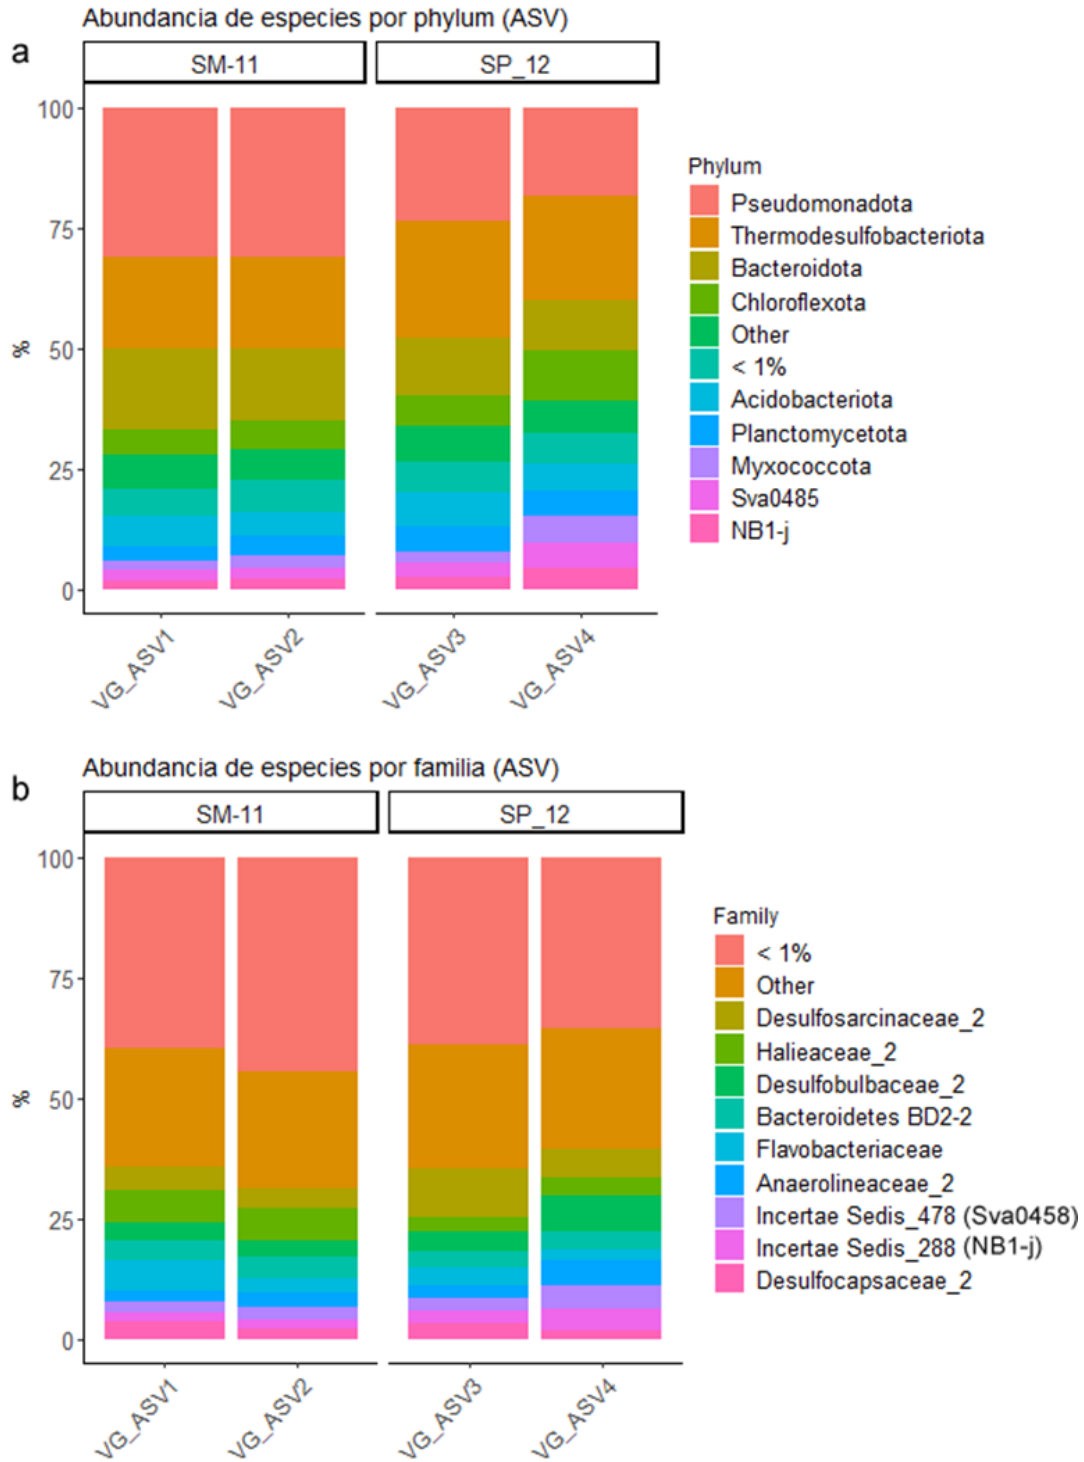 Abundancia de especies por phylum (ASV)
a
SM-11
SP_12
100
75
50
25
0
%
VG_ASV1
VG_ASV2
VG_ASV3
VG_ASV4
Phylum
Pseudomonadota
Thermodesulfobacteriota
Bacteroidota
Chloroflexota
Other
< 1%
Acidobacteriota
Planctomycetota
Myxococcota
Sva0485
NB1-j
Abundancia de especies por familia (ASV)
b
SM-11
SP_12
100
75
50
25
0
%
VG_ASV1
VG_ASV2
VG_ASV3
VG_ASV4
Family
< 1%
Other
Desulfosarcinaceae_2
Halieaceae_2
Desulfobulbaceae_2
Bacteroidetes BD2-2
Flavobacteriaceae
Anaerolineaceae_2
Incertae Sedis_478 (Sva0458)
Incertae Sedis_288 (NB1-j)
Desulfocapsaceae_2